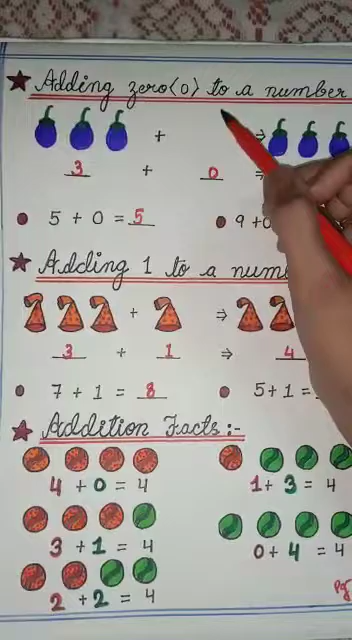 Adding zero(0) to a number
+ ⇒
3 + 0 ⇒
5 + 0 = 5 9 + 0
Adding 1 to a num
+ ⇒
3 + 1 ⇒ 4
7 + 1 = 8 5 + 1 =
Addition Facts:-
4 + 0 = 4 1 + 3 = 4
3 + 1 = 4 0 + 4 = 4
2 + 2 = 4
Pg